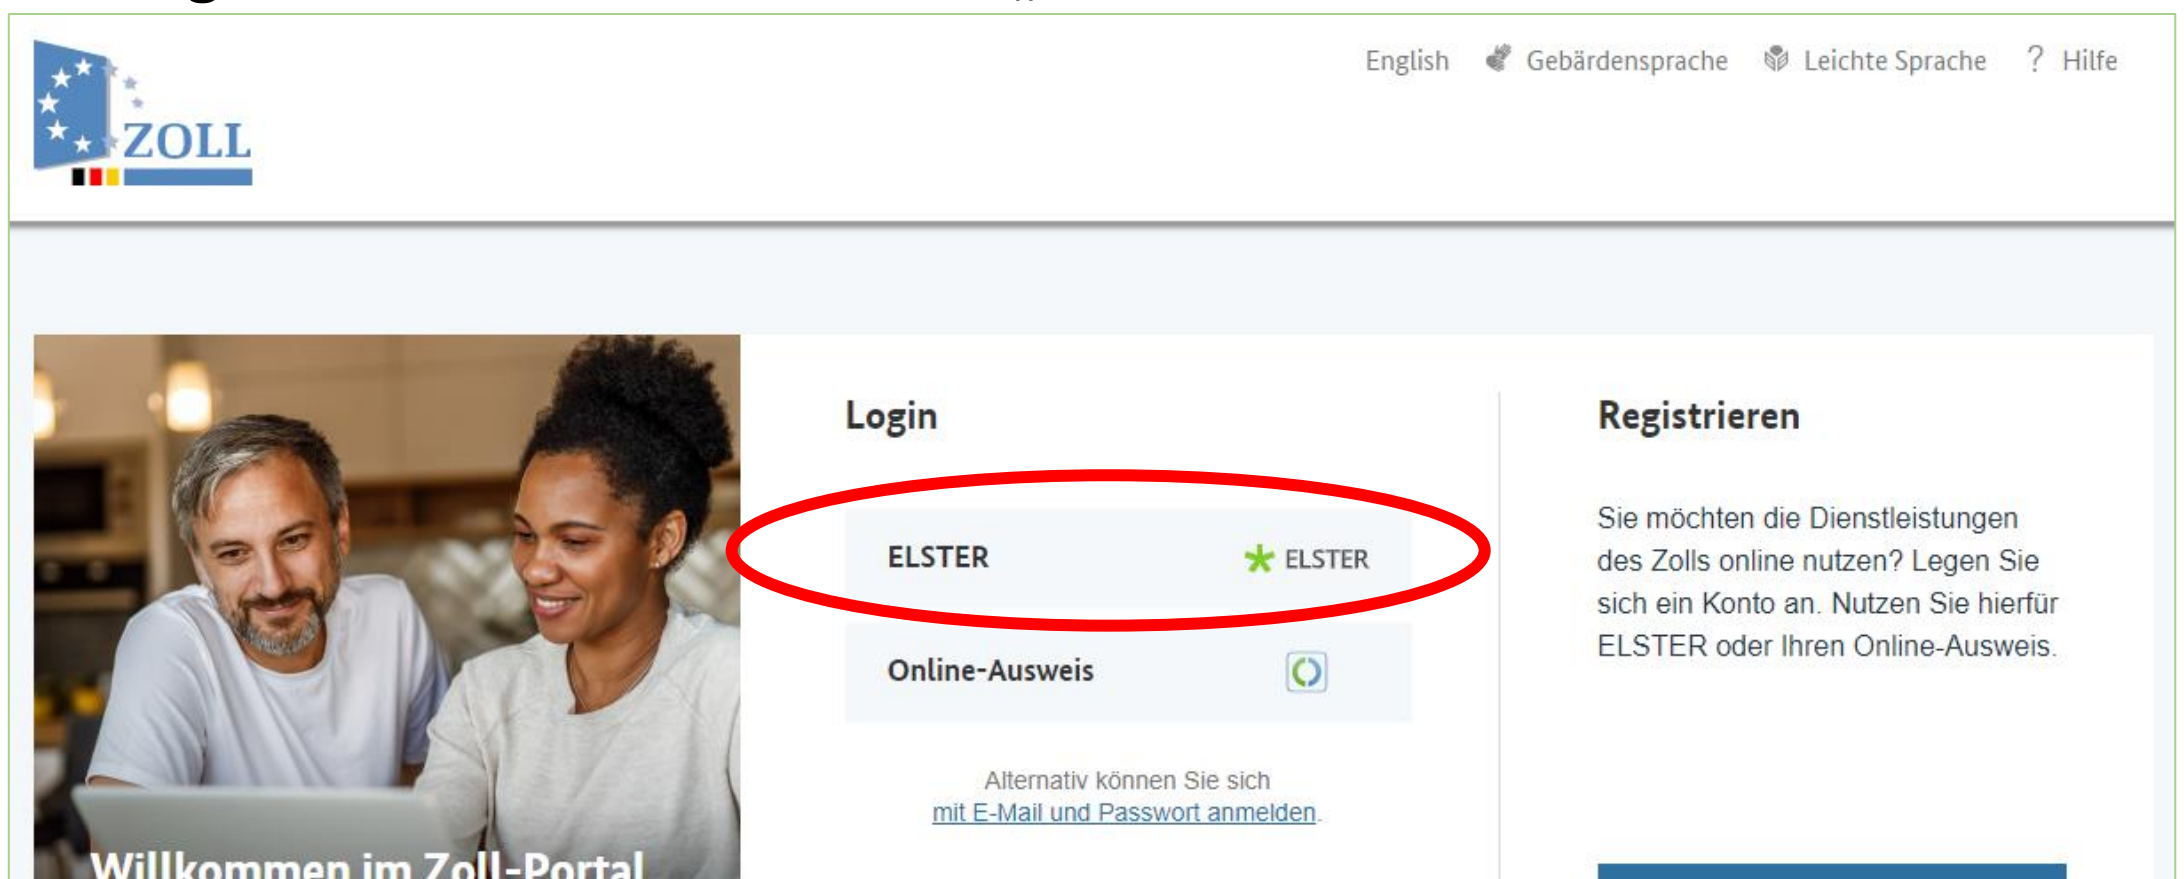 English Gebärdensprache Leichte Sprache ? Hilfe
ZOLL
Login
ELSTER ELSTER
Online-Ausweis
Alternativ können Sie sich
mit E-Mail und Passwort anmelden.
Registrieren
Sie möchten die Dienstleistungen
des Zolls online nutzen? Legen Sie
sich ein Konto an. Nutzen Sie hierfür
ELSTER oder Ihren Online-Ausweis.
Willkommen im Zoll-Portal